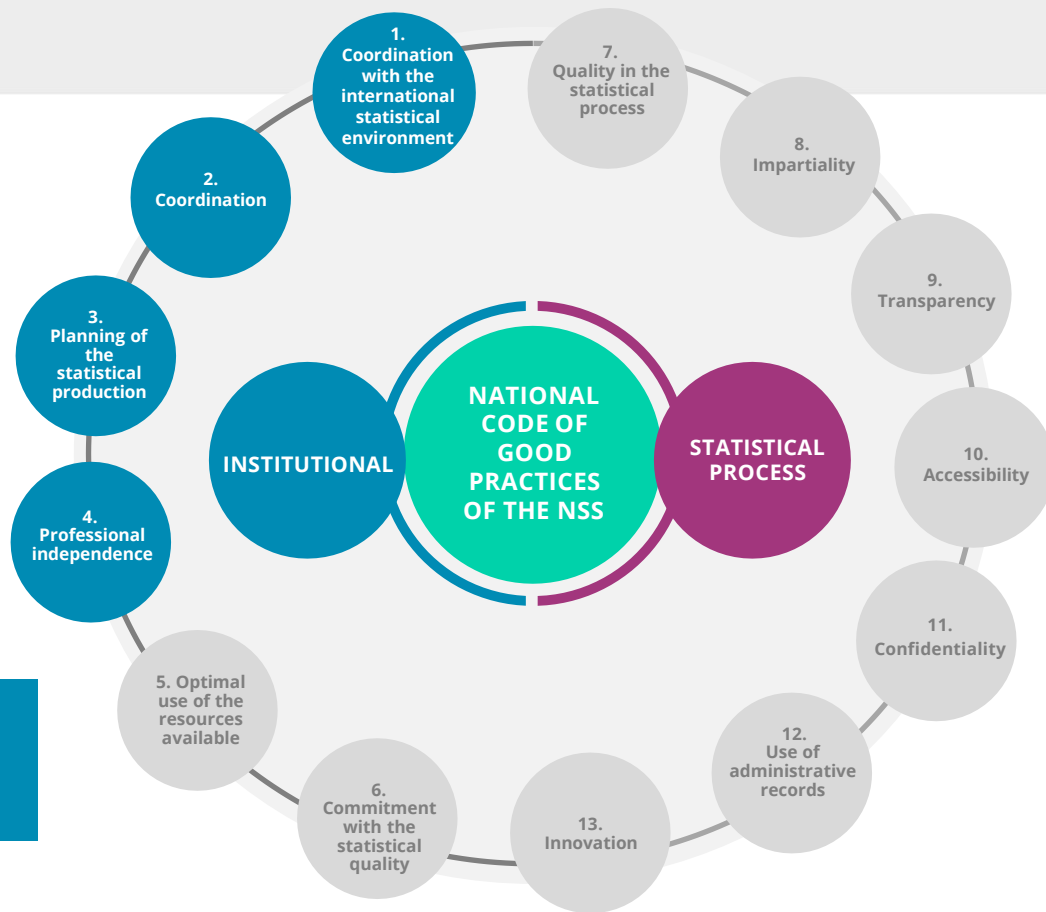 1.
Coordination
with the
international
statistical
environment
2.
Coordination
3.
Planning of
the
statistical
production
4.
Professional
independence
5. Optimal
use of the
resources
available
6.
Commitment
with the
statistical
quality
7.
Quality in the
statistical
process
8.
Impartiality
9.
Transparency
10.
Accessibility
11.
Confidentiality
12.
Use of
administrative
records
13.
Innovation
INSTITUTIONAL
NATIONAL
CODE OF
GOOD
PRACTICES
OF THE NSS
STATISTICAL
PROCESS